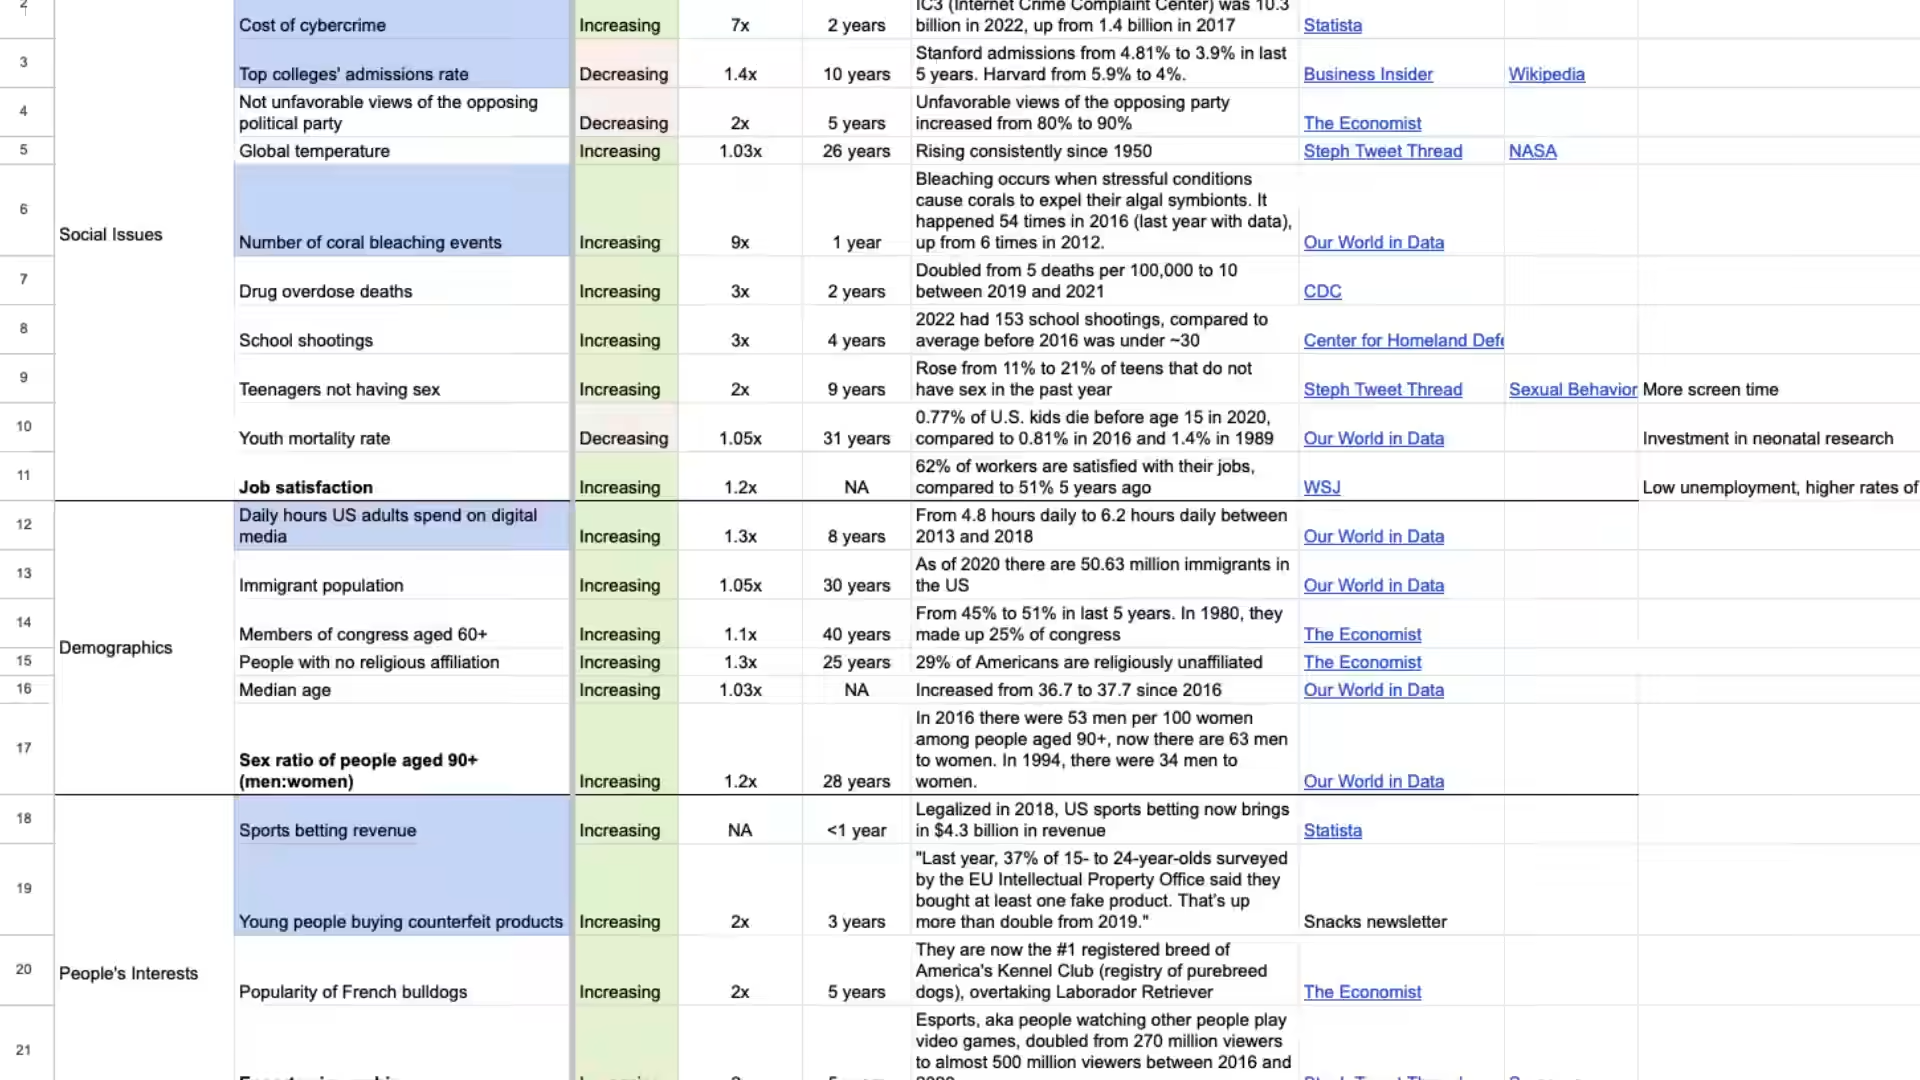 2
Cost of cybercrime
Increasing
7x
2 years
IC3 (Internet Crime Complaint Center) was 10.3
billion in 2022, up from 1.4 billion in 2017
Statista
3
Top colleges' admissions rate
Decreasing
1.4x
10 years
Stanford admissions from 4.81% to 3.9% in last
5 years. Harvard from 5.9% to 4%.
Business Insider
Wikipedia
4
Not unfavorable views of the opposing
political party
Decreasing
2x
5 years
Unfavorable views of the opposing party
increased from 80% to 90%
The Economist
5
Global temperature
Increasing
1.03x
26 years
Rising consistently since 1950
Steph Tweet Thread
NASA
6
Social Issues
Number of coral bleaching events
Increasing
9x
1 year
Bleaching occurs when stressful conditions
cause corals to expel their algal symbionts. It
happened 54 times in 2016 (last year with data),
up from 6 times in 2012.
Our World in Data
7
Drug overdose deaths
Increasing
3x
2 years
Doubled from 5 deaths per 100,000 to 10
between 2019 and 2021
CDC
8
School shootings
Increasing
3x
4 years
2022 had 153 school shootings, compared to
average before 2016 was under ~30
Center for Homeland Defe
9
Teenagers not having sex
Increasing
2x
9 years
Rose from 11% to 21% of teens that do not
have sex in the past year
Steph Tweet Thread
Sexual Behavior
More screen time
10
Youth mortality rate
Decreasing
1.05x
31 years
0.77% of U.S. kids die before age 15 in 2020,
compared to 0.81% in 2016 and 1.4% in 1989
Our World in Data
Investment in neonatal research
11
Job satisfaction
Increasing
1.2x
NA
62% of workers are satisfied with their jobs,
compared to 51% 5 years ago
WSJ
Low unemployment, higher rates of
12
Daily hours US adults spend on digital
media
Increasing
1.3x
8 years
From 4.8 hours daily to 6.2 hours daily between
2013 and 2018
Our World in Data
13
Immigrant population
Increasing
1.05x
30 years
As of 2020 there are 50.63 million immigrants in
the US
Our World in Data
14
Demographics
Members of congress aged 60+
Increasing
1.1x
40 years
From 45% to 51% in last 5 years. In 1980, they
made up 25% of congress
The Economist
15
People with no religious affiliation
Increasing
1.3x
25 years
29% of Americans are religiously unaffiliated
The Economist
16
Median age
Increasing
1.03x
NA
Increased from 36.7 to 37.7 since 2016
Our World in Data
17
Sex ratio of people aged 90+
(men:women)
Increasing
1.2x
28 years
In 2016 there were 53 men per 100 women
among people aged 90+, now there are 63 men
to women. In 1994, there were 34 men to
women.
Our World in Data
18
Sports betting revenue
Increasing
NA
<1 year
Legalized in 2018, US sports betting now brings
in $4.3 billion in revenue
Statista
19
Young people buying counterfeit products
Increasing
2x
3 years
"Last year, 37% of 15- to 24-year-olds surveyed
by the EU Intellectual Property Office said they
bought at least one fake product. That's up
more than double from 2019."
Snacks newsletter
20
People's Interests
Popularity of French bulldogs
Increasing
2x
5 years
They are now the #1 registered breed of
America's Kennel Club (registry of purebreed
dogs), overtaking Laborador Retriever
The Economist
21
Esports, aka people watching other people play
video games, doubled from 270 million viewers
to almost 500 million viewers between 2016 and